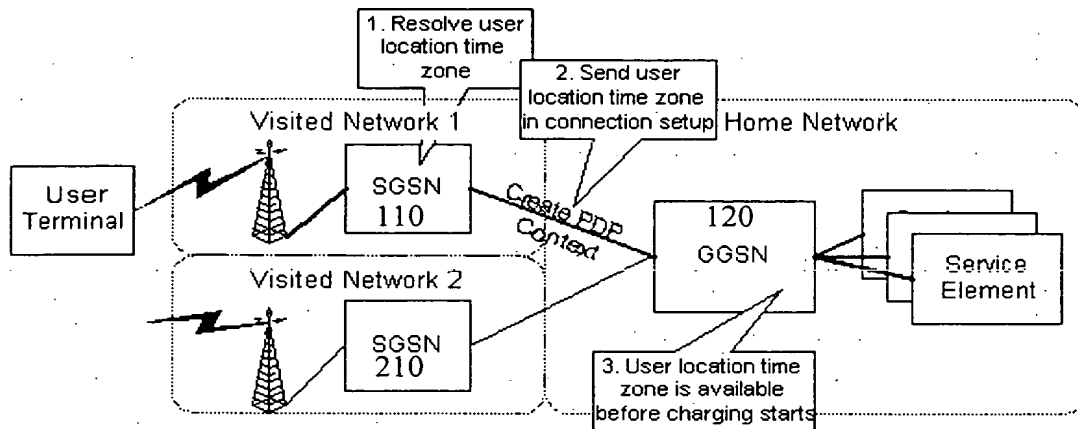 1. Resolve user
location time
zone
2. Send user
location time zone
in connection setup
Visited Network 1
Home Network
User
Terminal
SGSN
110
Create PDP
Context
120
GGSN
Service
Element
Visited Network 2
SGSN
210
3. User location time
zone is available
before charging starts